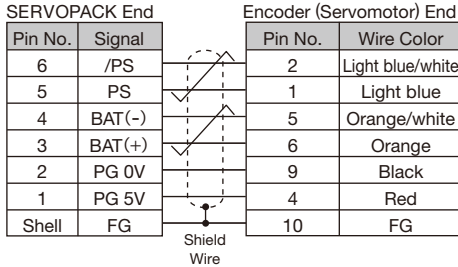 SERVOPACK End Encoder (Servomotor) End
Pin No. Signal Pin No. Wire Color
6 /PS 2 Light blue/white
5 PS 1 Light blue
4 BAT(-) 5 Orange/white
3 BAT(+) 6 Orange
2 PG 0V 9 Black
1 PG 5V 4 Red
Shell FG 10 FG
Shield
Wire